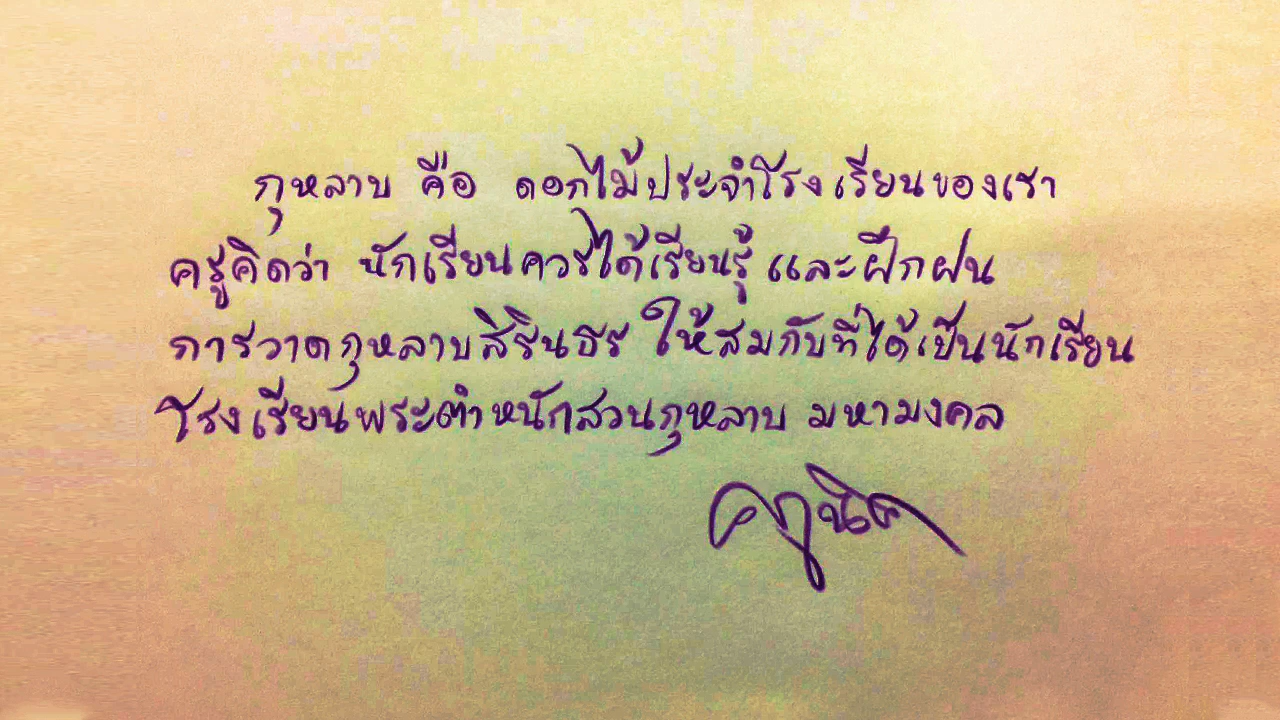 กุหลาบ คือ ดอกไม้ประจำโรงเรียนของเรา
ครูคิดว่า นักเรียนควรได้เรียนรู้ และฝึกฝน
การวาดกุหลาบสิรินธร ให้สมกับที่ได้เป็นนักเรียน
โรงเรียนพระตำหนักสวนกุหลาบ มหามงคล
ครูนิค